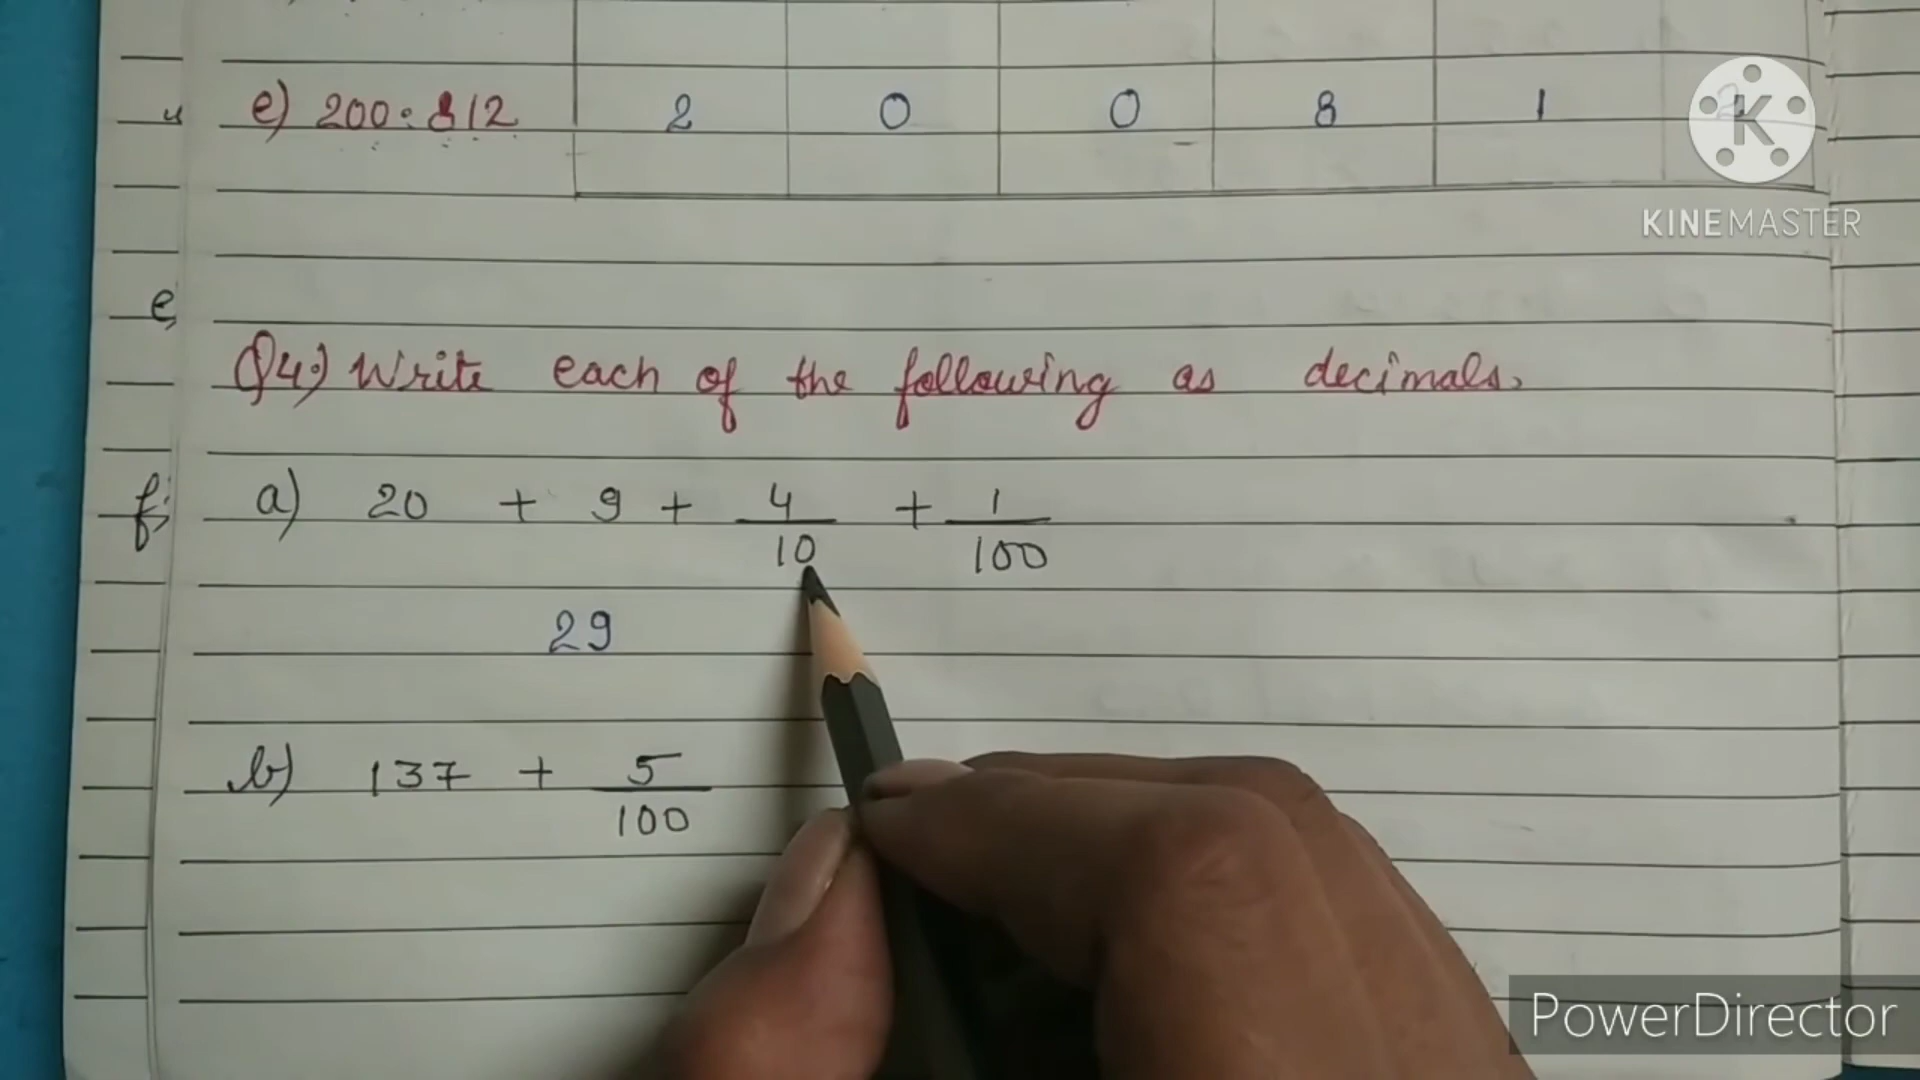 e) 200.812 2 0 0 8 1
KINEMASTER
e
Q4.) Write each of the following as decimals.
f
a) 20 + 9 + 4/10 + 1/100
29
b) 137 + 5/100
PowerDirector